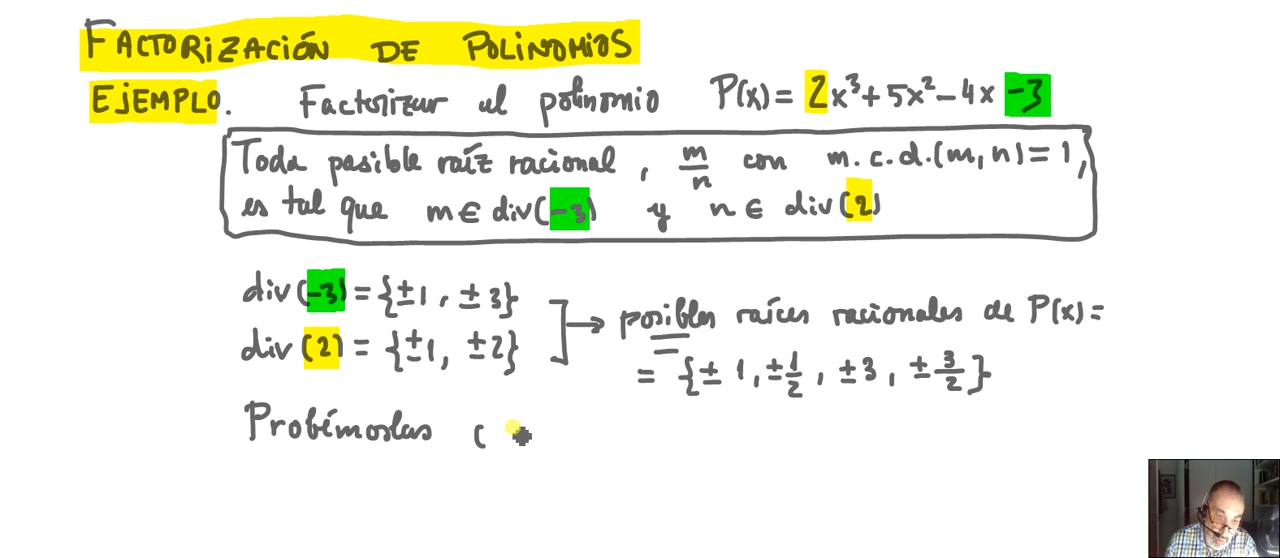 FACTORIZACIÓN DE POLINOMIOS
EJEMPLO. Factorizar el polinomio P(x) = 2x³ + 5x² - 4x - 3
Toda posible raíz racional, m/n con m.c.d.(m, n) = 1,
es tal que m ∈ div(-3) y n ∈ div(2)
div(-3) = {±1, ±3}
div(2) = {±1, ±2}
→ posibles raíces racionales de P(x) =
= {±1, ±1/2, ±3, ±3/2}
Probémoslas (